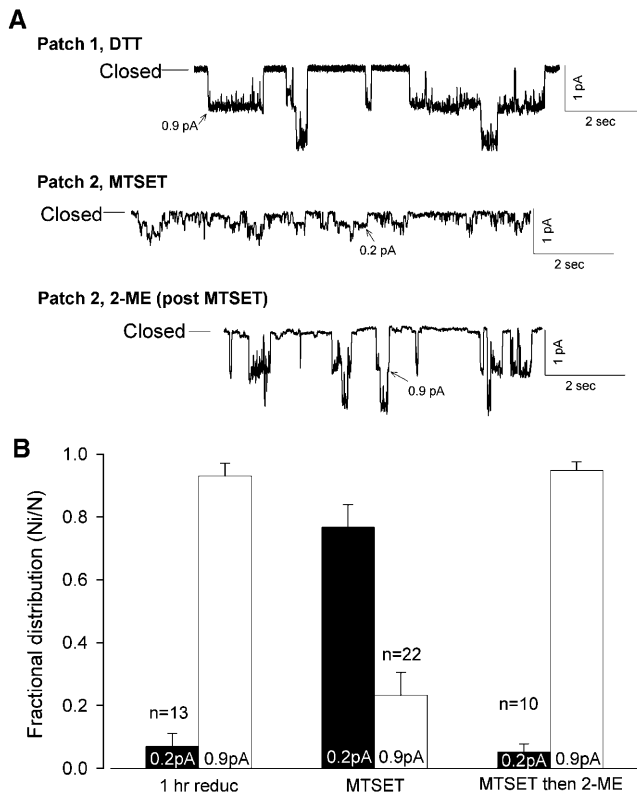 A
Patch 1, DTT
Closed
0.9 pA
1 pA
2 sec
Patch 2, MTSET
Closed
0.2 pA
1 pA
2 sec
Patch 2, 2-ME (post MTSET)
Closed
0.9 pA
1 pA
2 sec
B
Fractional distribution (Ni/N)
1.0
0.8
0.6
0.4
0.2
0.0
n=13
n=22
n=10
0.2pA 0.9pA
0.2pA 0.9pA
0.2pA 0.9pA
1 hr reduc
MTSET
MTSET then 2-ME